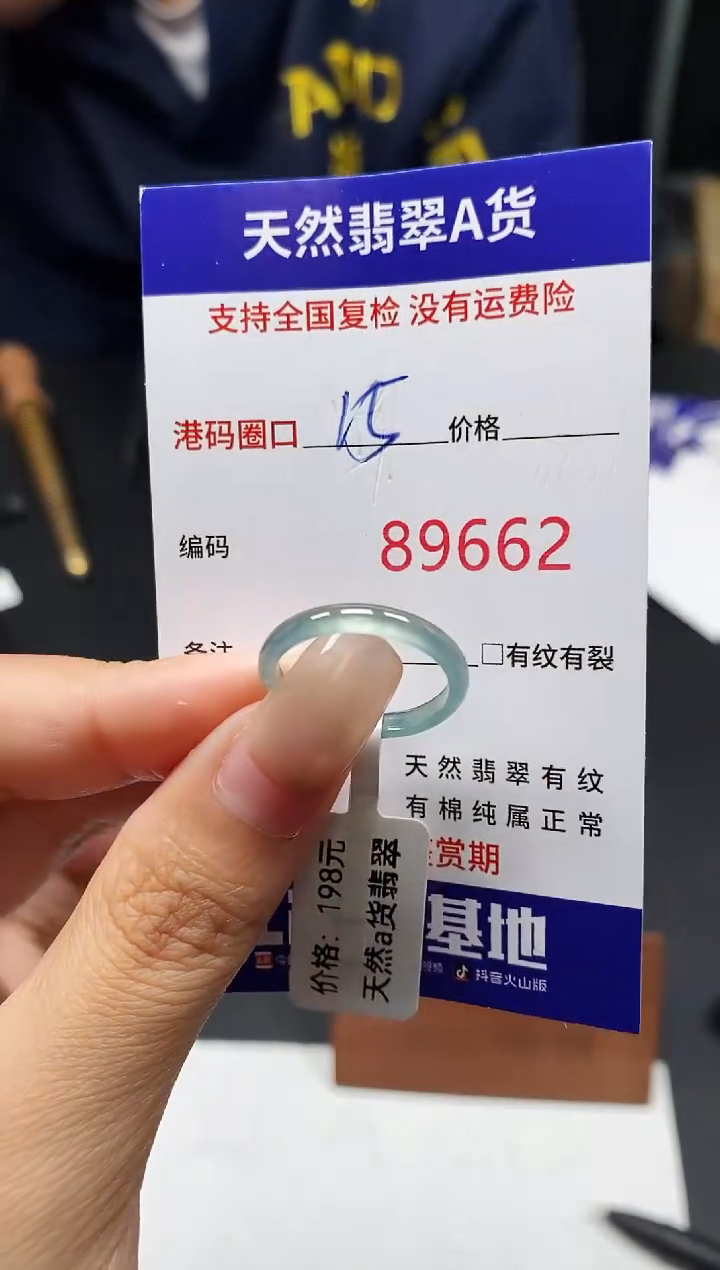 天然翡翠A货
支持全国复检 没有运费险
港码圈口 15 价格
编码 89662
备注 □有纹有裂
天然翡翠有纹
有棉纯属正常
赏期
基地
抖音火山版
价格：198元
天然a货翡翠